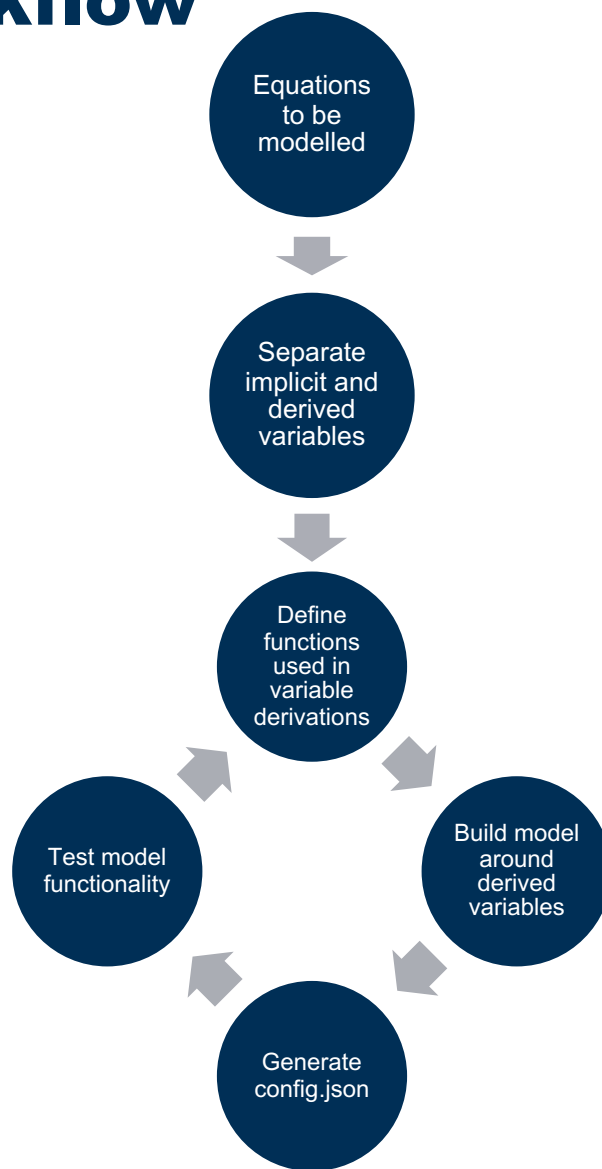 kflow
Equations
to be
modelled
Separate
implicit and
derived
variables
Define
functions
used in
variable
derivations
Test model
functionality
Build model
around
derived
variables
Generate
config.json